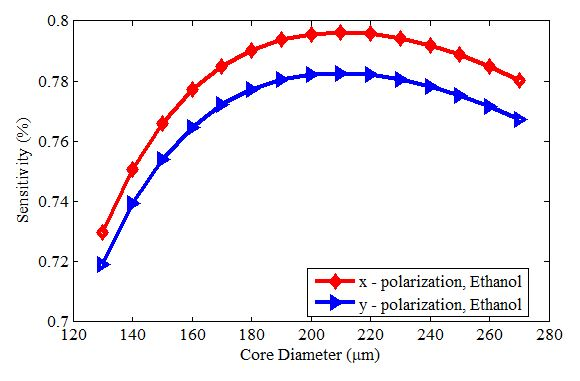 0.8
0.78
0.76
0.74
0.72
0.7
Sensitivity (%)
120 140 160 180 200 220 240 260 280
Core Diameter (µm)
x - polarization, Ethanol
y - polarization, Ethanol